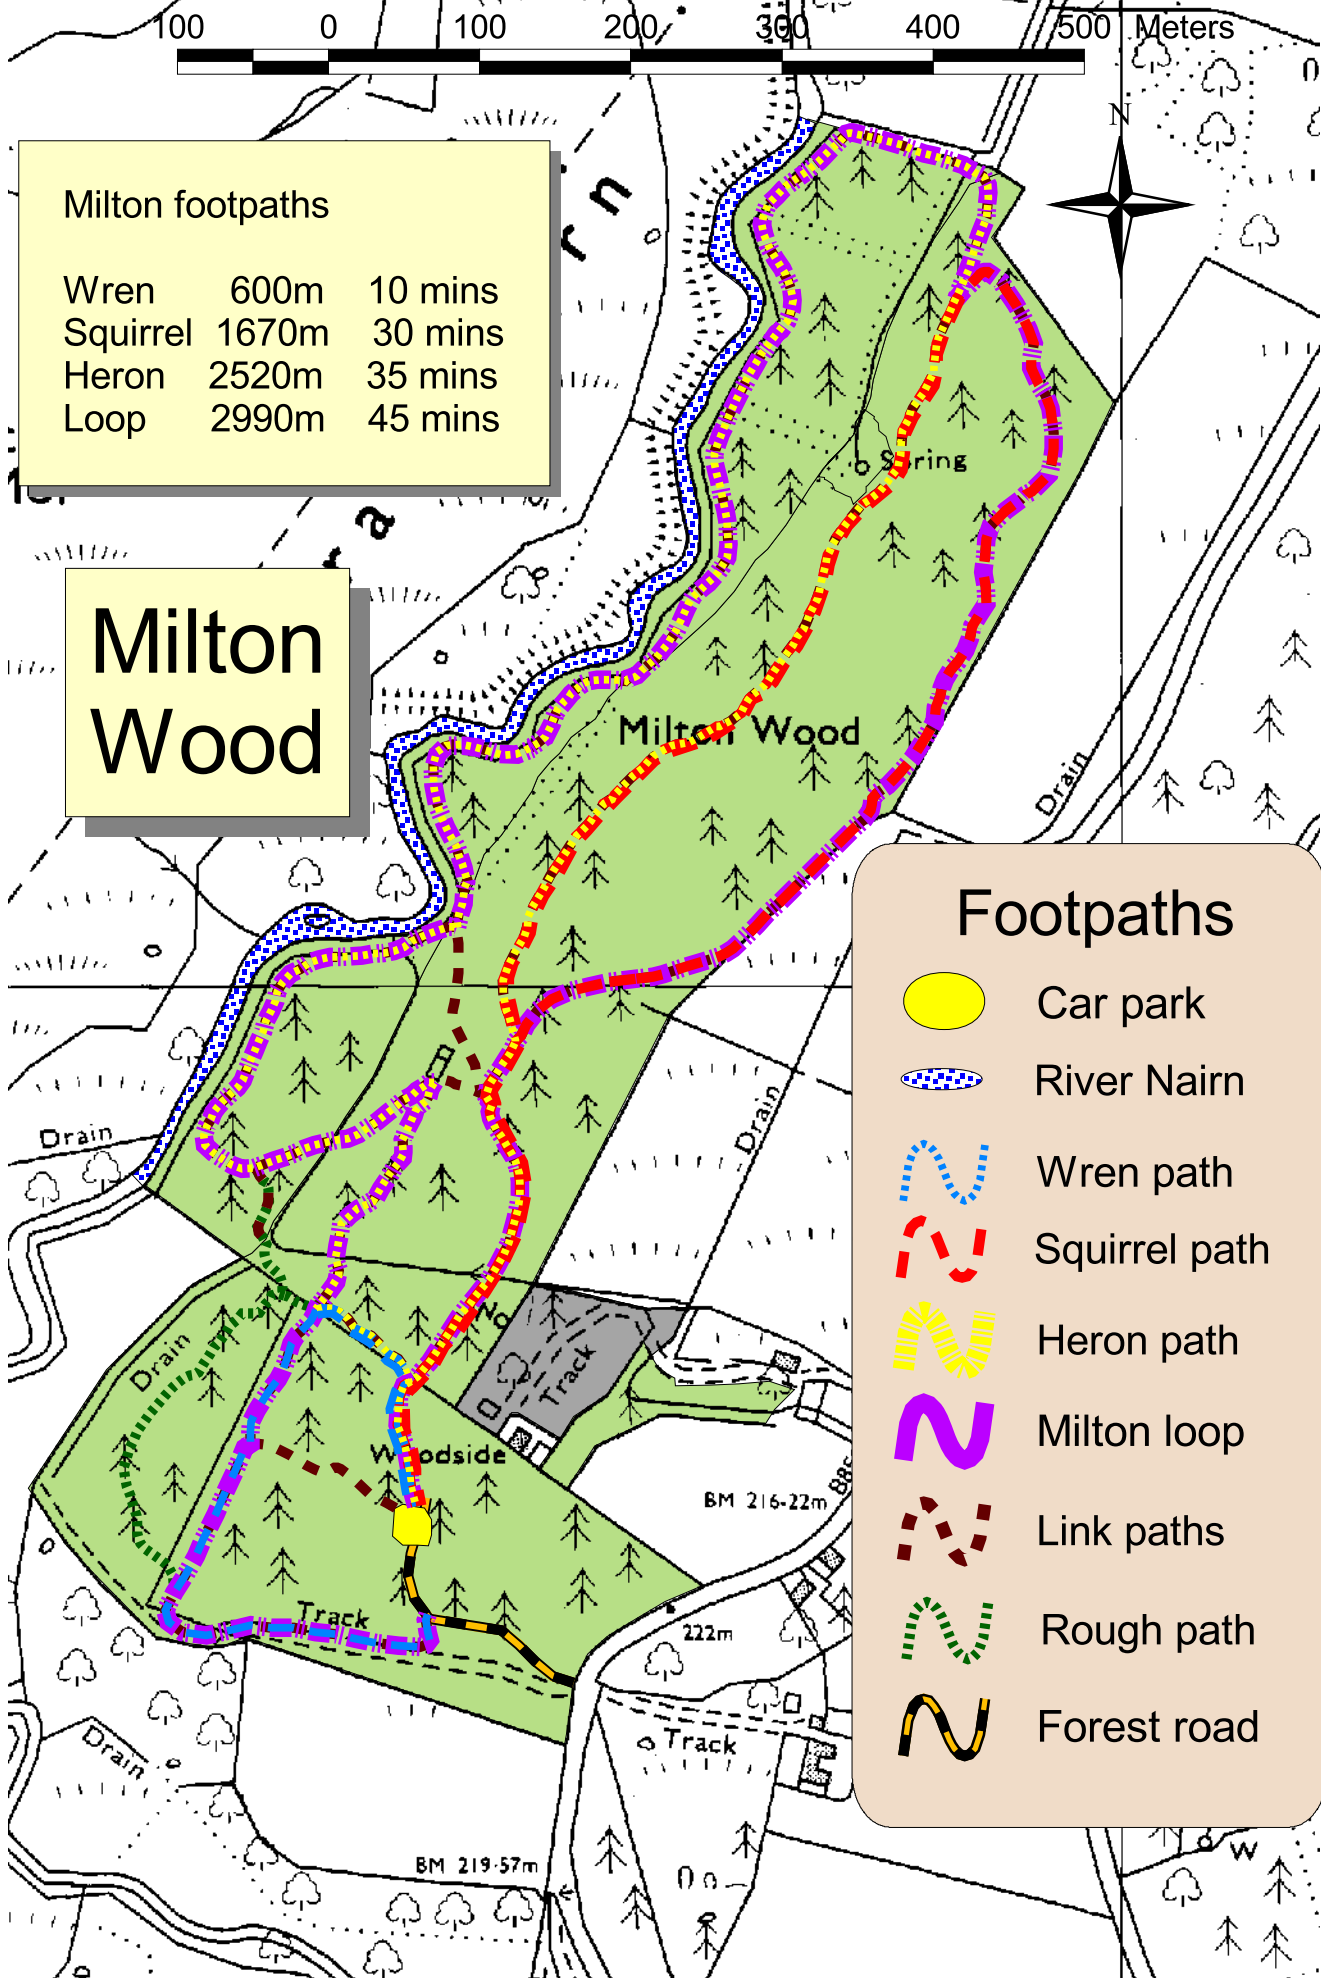 100 0 100 200 300 400 500 Meters
N
Milton footpaths
Wren 600m 10 mins
Squirrel 1670m 30 mins
Heron 2520m 35 mins
Loop 2990m 45 mins
r n
a
Spring
Milton
Wood
Milton Wood
Drain
Drain
Drain
Drain
Track
Woodside
BM 216·22m
Track
222m
Track
Drain
BM 219·57m
W
Footpaths
Car park
River Nairn
Wren path
Squirrel path
Heron path
Milton loop
Link paths
Rough path
Forest road